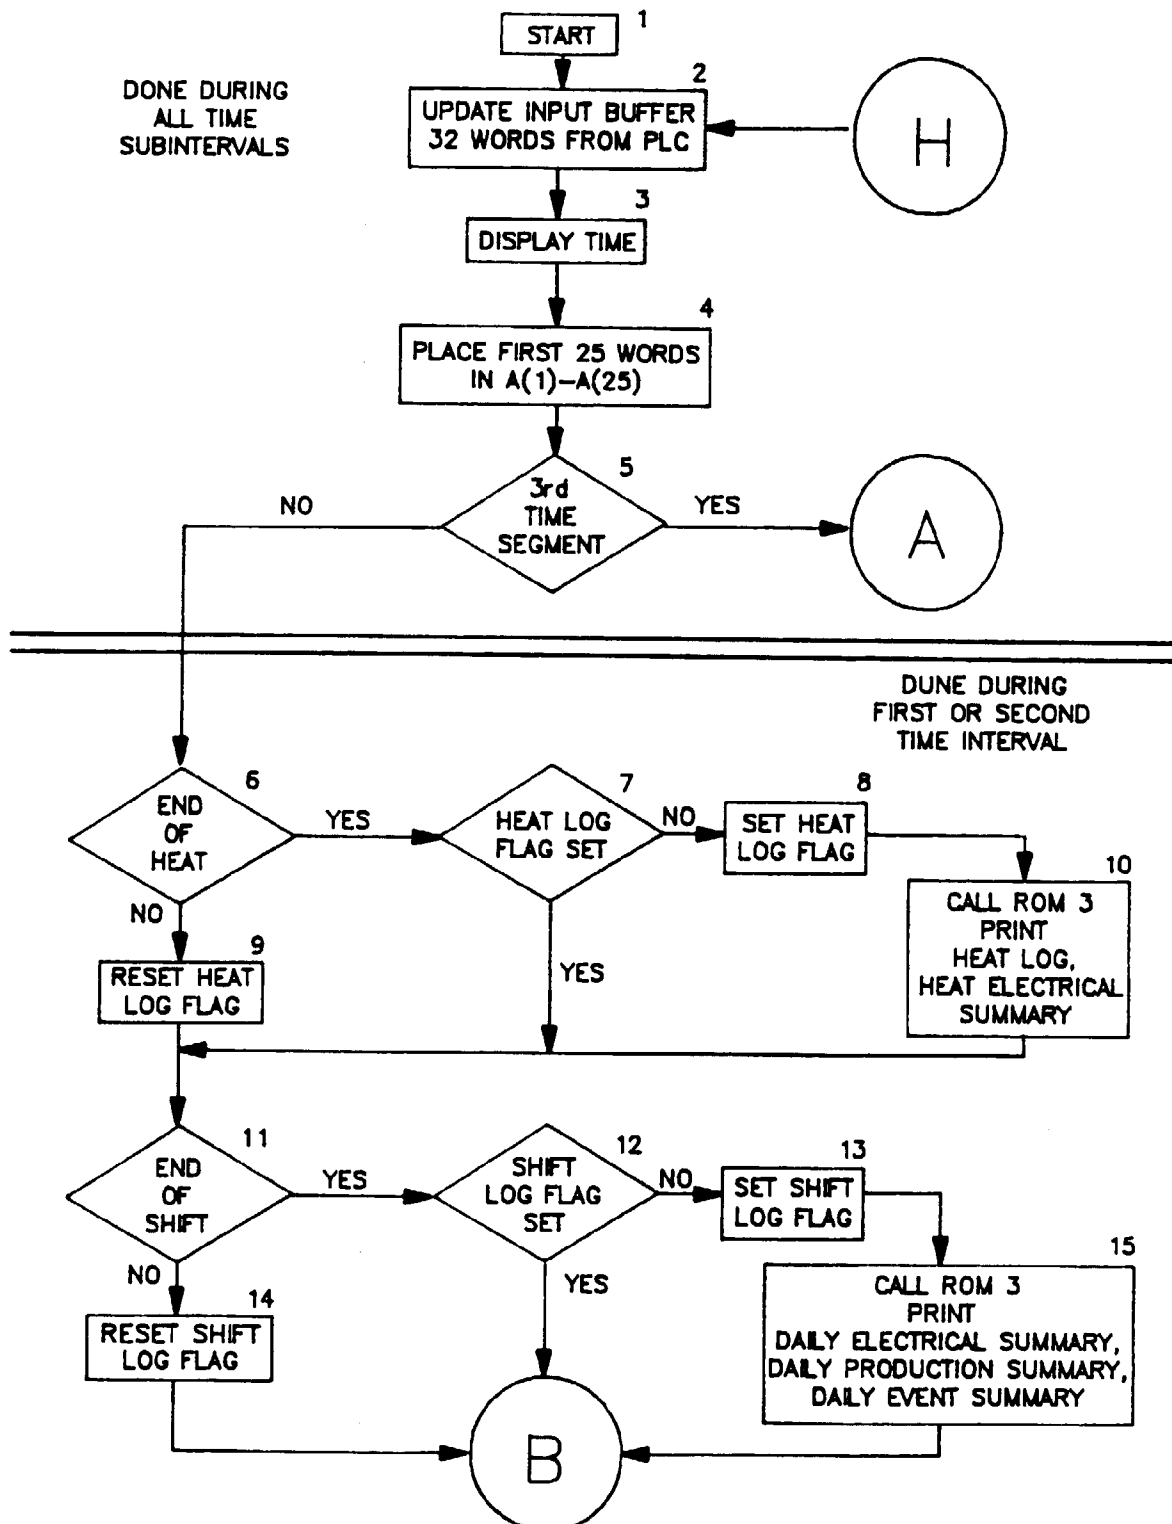 1
START
DONE DURING
ALL TIME
SUBINTERVALS
2
UPDATE INPUT BUFFER
32 WORDS FROM PLC
H
3
DISPLAY TIME
4
PLACE FIRST 25 WORDS
IN A(1)-A(25)
5
3rd
TIME
SEGMENT
NO
YES
A
DUNE DURING
FIRST OR SECOND
TIME INTERVAL
6
END
OF
HEAT
YES
NO
7
HEAT LOG
FLAG SET
NO
YES
8
SET HEAT
LOG FLAG
9
RESET HEAT
LOG FLAG
10
CALL ROM 3
PRINT
HEAT LOG,
HEAT ELECTRICAL
SUMMARY
11
END
OF
SHIFT
YES
NO
12
SHIFT
LOG FLAG
SET
NO
YES
13
SET SHIFT
LOG FLAG
14
RESET SHIFT
LOG FLAG
15
CALL ROM 3
PRINT
DAILY ELECTRICAL SUMMARY,
DAILY PRODUCTION SUMMARY,
DAILY EVENT SUMMARY
B